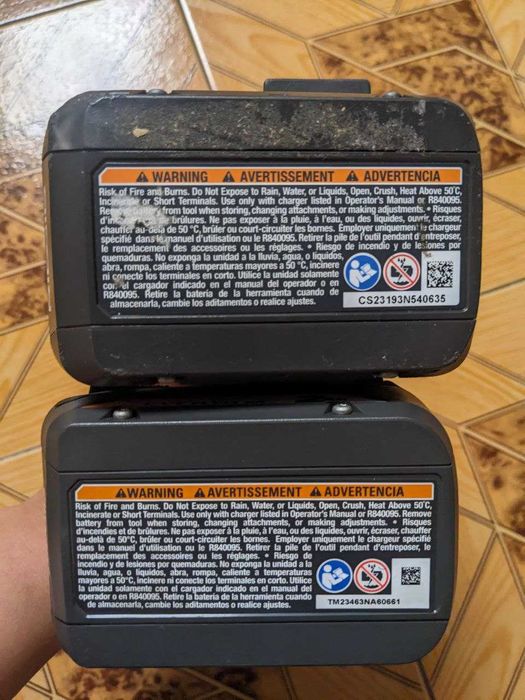 WARNING AVERTISSEMENT ADVERTENCIA
Risk of Fire and Burns. Do Not Expose to Rain, Water, or Liquids, Open, Crush, Heat Above 50°C,
Incinerate or Short Terminals. Use only with charger listed in Operator's Manual or R840095.
Remove battery from tool when storing, changing attachments, or making adjustments. • Risques
d'incendies et de brûlures. Ne pas exposer à la pluie, à l'eau, ou des liquides, ouvrir, écraser,
chauffer au-delà de 50 °C, brûler ou court-circuiter les bornes. Employer uniquement le chargeur
spécifié dans le manuel d'utilisation ou le R840095. Retirer la pile de l'outil pendant d'entreposer,
le remplacement des accessoires ou les réglages. • Riesgo de incendio y de lesiones por
quemaduras. No exponga la unidad a la lluvia, agua, o liquidos,
abra, rompa, caliente a temperaturas mayores a 50 °C, incinere
ni conecte los terminales en corto. Utilice la unidad solamente
con el cargador indicado en el manual del operador o en
R840095. Retire la batería de la herramienta cuando de
almacenarla, cambie los aditamentos o realice ajustes.
CS23193N540635
WARNING AVERTISSEMENT ADVERTENCIA
Risk of Fire and Burns. Do Not Expose to Rain, Water, or Liquids, Open, Crush, Heat Above 50°C,
Incinerate or Short Terminals. Use only with charger listed in Operator's Manual or R840095. Remove
battery from tool when storing, changing attachments, or making adjustments. • Risques
d'incendies et de brûlures. Ne pas exposer à la pluie, à l'eau, ou des liquides, ouvrir, écraser, chauffer
au-delà de 50 °C, brûler ou court-circuiter les bornes. Employer uniquement le chargeur spécifié
dans le manuel d'utilisation ou le R840095. Retirer la pile de l'outil pendant d'entreposer, le
remplacement des accessoires ou les réglages. • Riesgo de
incendio y de lesiones por quemaduras. No exponga la unidad a la
lluvia, agua, o liquidos, abra, rompa, caliente a temperaturas
mayores a 50°C, incinere ni conecte los terminales en corto. Utilice la
unidad solamente con el cargador indicado en el manual del
operador o en R840095. Retire la batería de la herramienta cuando
de almacenarla, cambie los aditamentos o realice ajustes.
TM23463NA60661